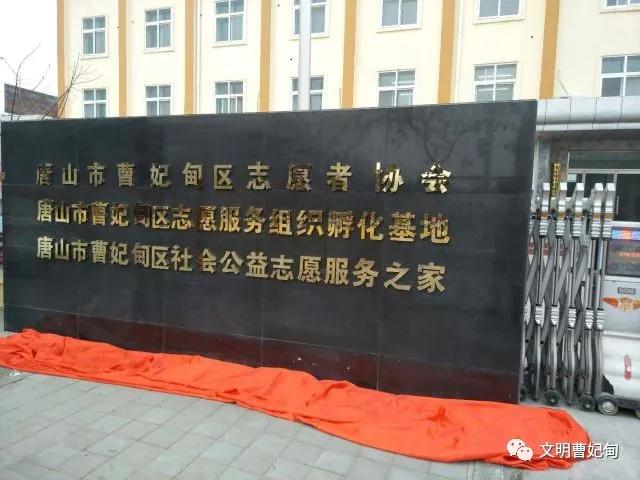 唐山市曹妃甸区志愿者协会
唐山市曹妃甸区志愿服务组织孵化基地
唐山市曹妃甸区社会公益志愿服务之家
文明曹妃甸